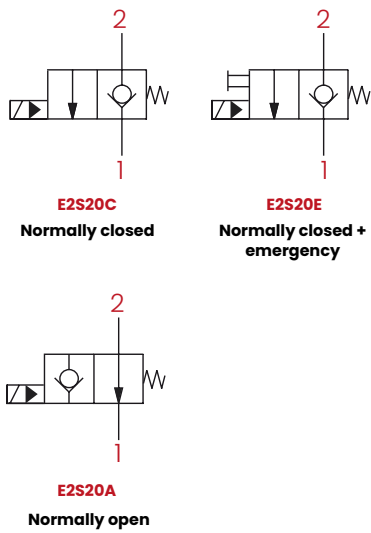 2
2
1
1
E2S20C
E2S20E
Normally closed
Normally closed +
emergency
2
1
E2S20A
Normally open